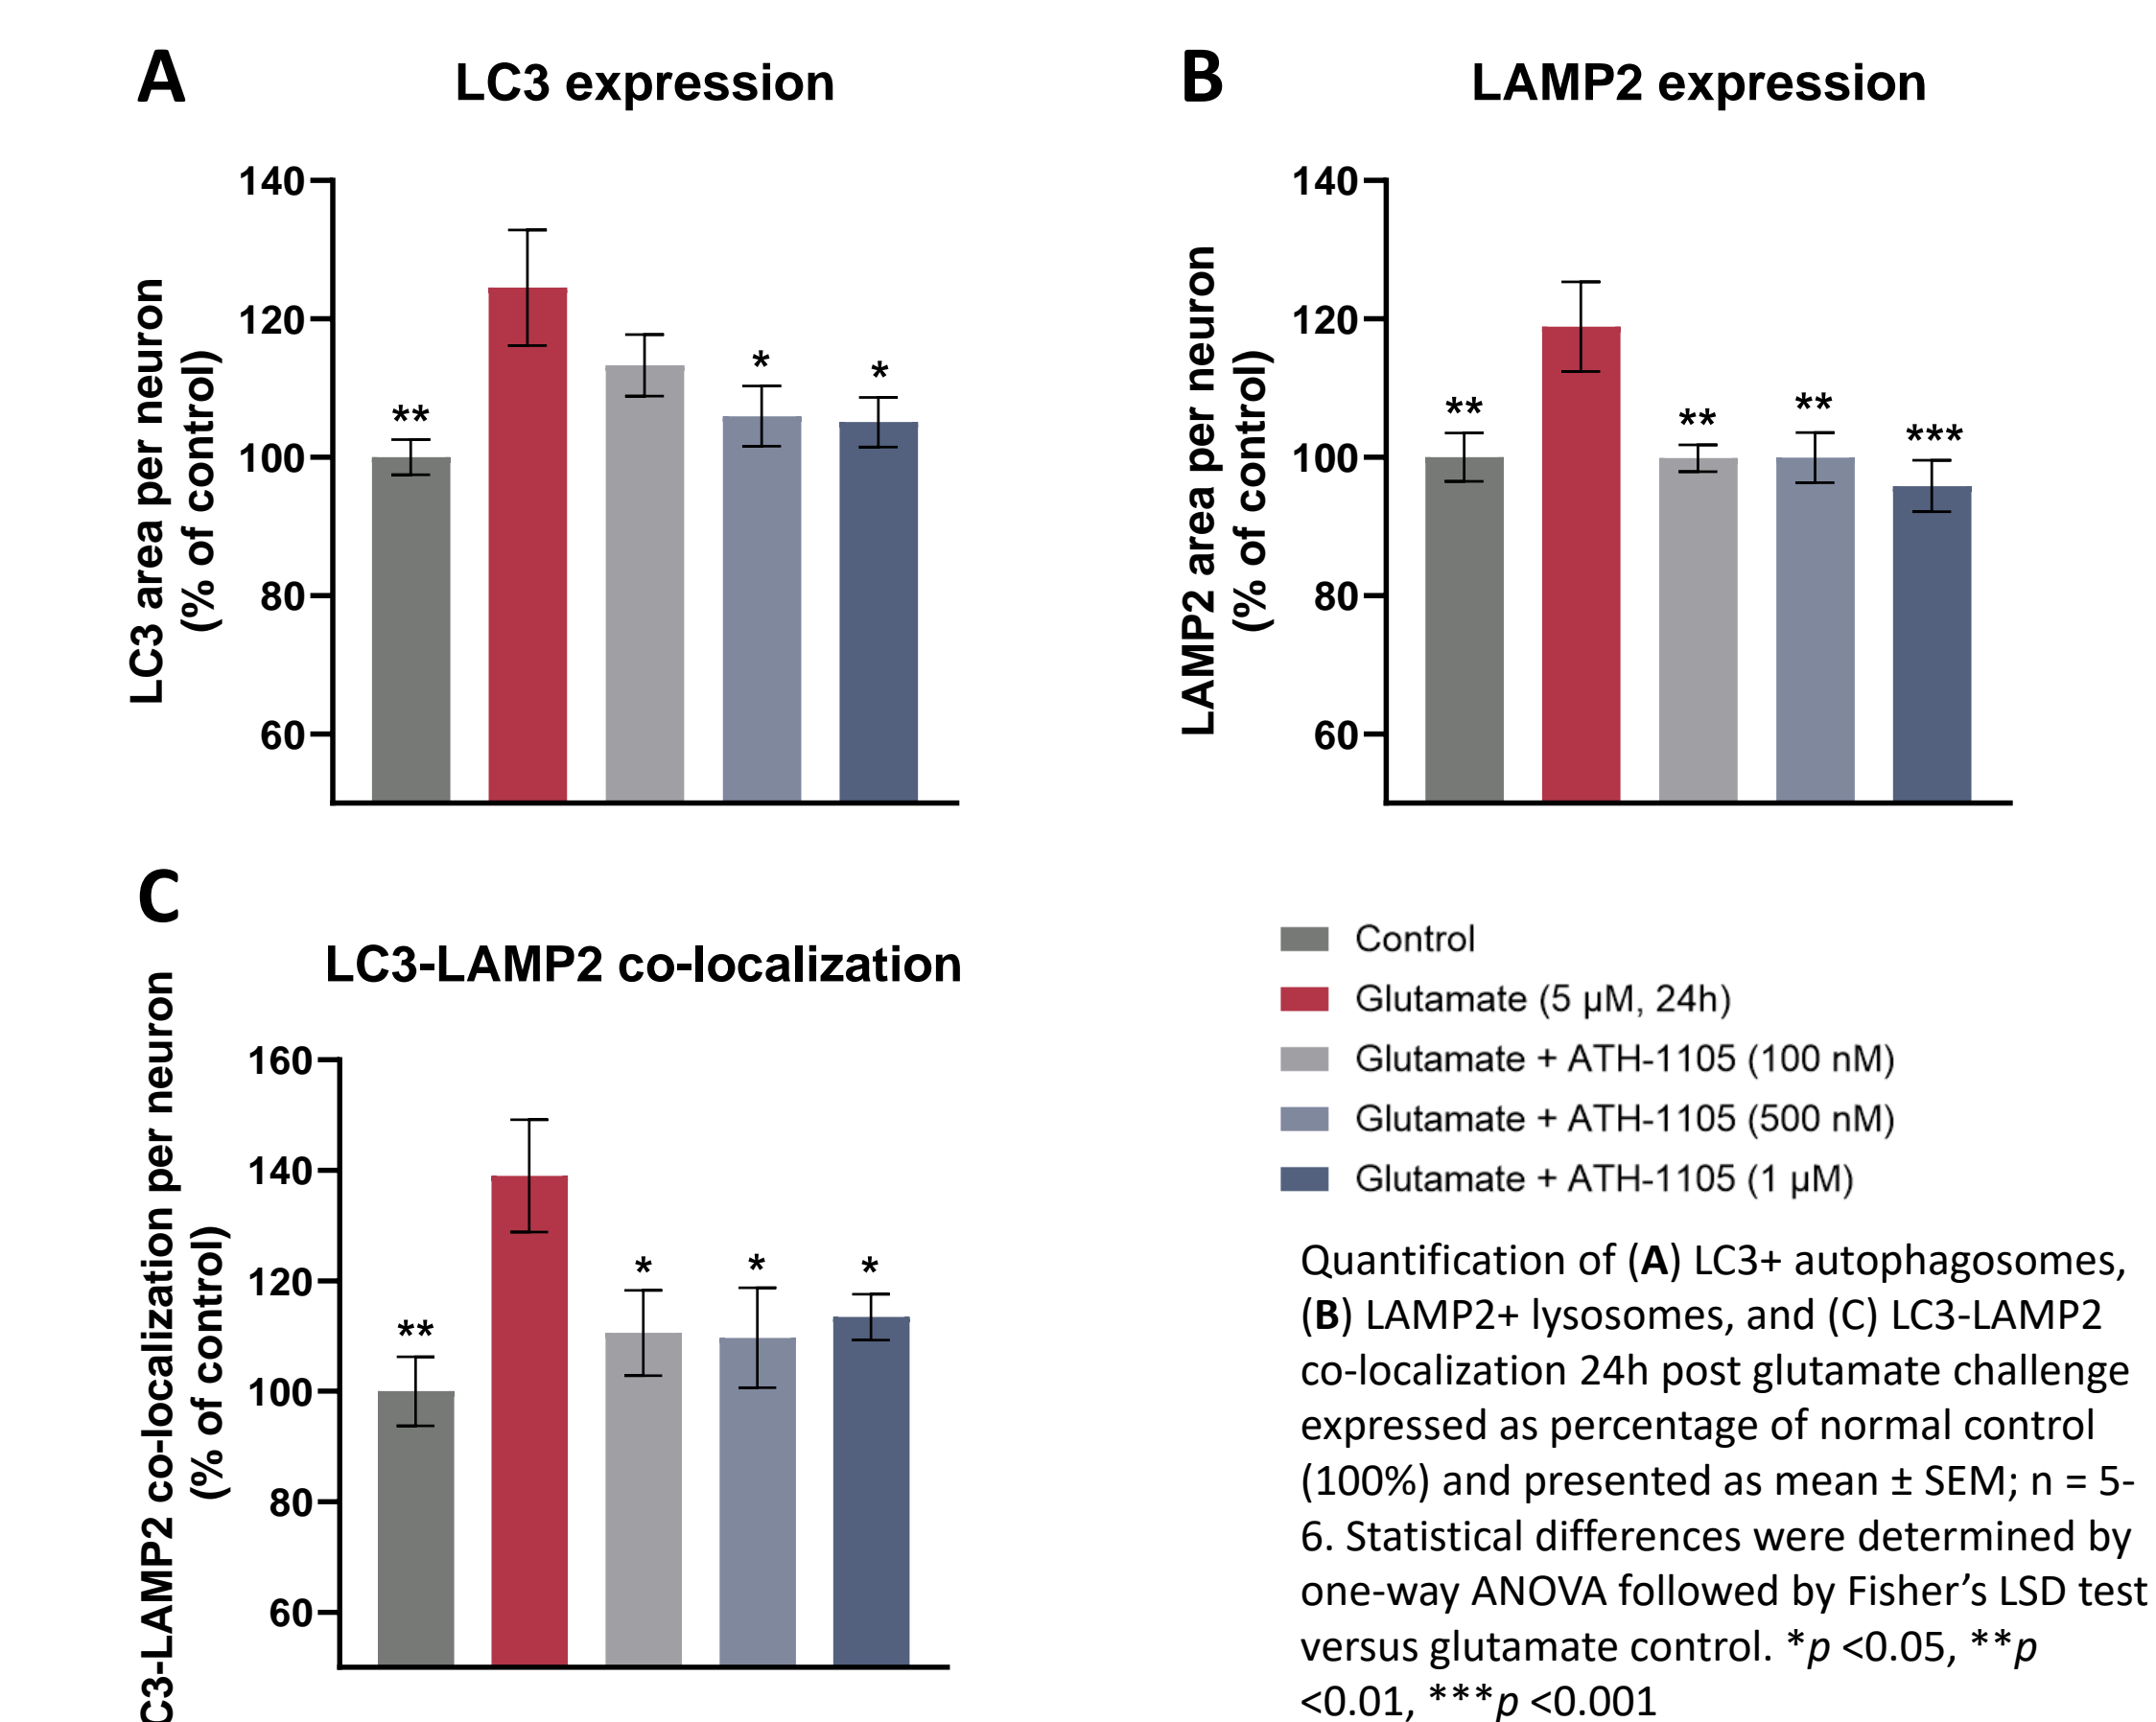 A
LC3 expression
LC3 area per neuron
(% of control)
140
120
100
80
60
**
*
*
B
LAMP2 expression
LAMP2 area per neuron
(% of control)
140
120
100
80
60
**
**
**
***
C
LC3-LAMP2 co-localization
C3-LAMP2 co-localization per neuron
(% of control)
160
140
120
100
80
60
**
*
*
*
Control
Glutamate (5 μM, 24h)
Glutamate + ATH-1105 (100 nM)
Glutamate + ATH-1105 (500 nM)
Glutamate + ATH-1105 (1 μM)
Quantification of (A) LC3+ autophagosomes,
(B) LAMP2+ lysosomes, and (C) LC3-LAMP2
co-localization 24h post glutamate challenge
expressed as percentage of normal control
(100%) and presented as mean ± SEM; n = 5-
6. Statistical differences were determined by
one-way ANOVA followed by Fisher’s LSD test
versus glutamate control. *p <0.05, **p
<0.01, ***p <0.001